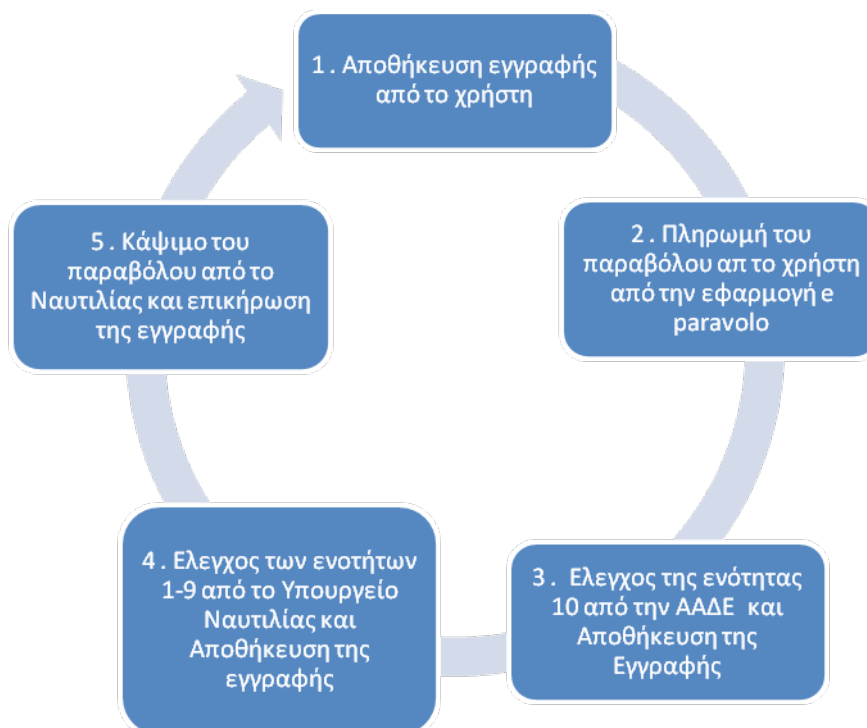 1 . Αποθήκευση εγγραφής
από το χρήστη
2 . Πληρωμή του
παραβόλου απ το χρήστη
από την εφαρμογή e
paravolo
3 .  Ελεγχος της ενότητας
10 από την ΑΑΔΕ  και
Αποθήκευση της
Εγγραφής
4 . Ελεγχος των ενοτήτων
1-9 από το Υπουργείο
Ναυτιλίας και
Αποθήκευση της
εγγραφής
5 . Κάψιμο του
παραβόλου από το
Ναυτιλίας και επικήρωση
της εγγραφής